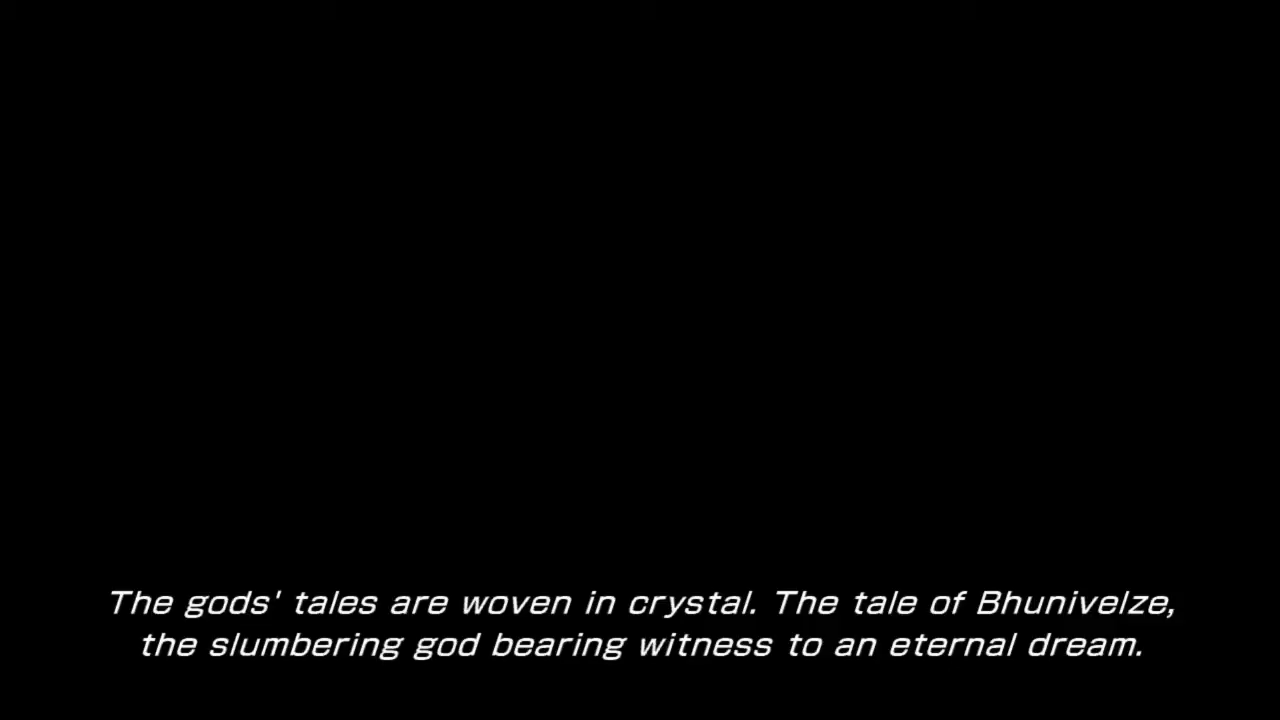 The gods' tales are woven in crystal. The tale of Bhunivelze,
the slumbering god bearing witness to an eternal dream.